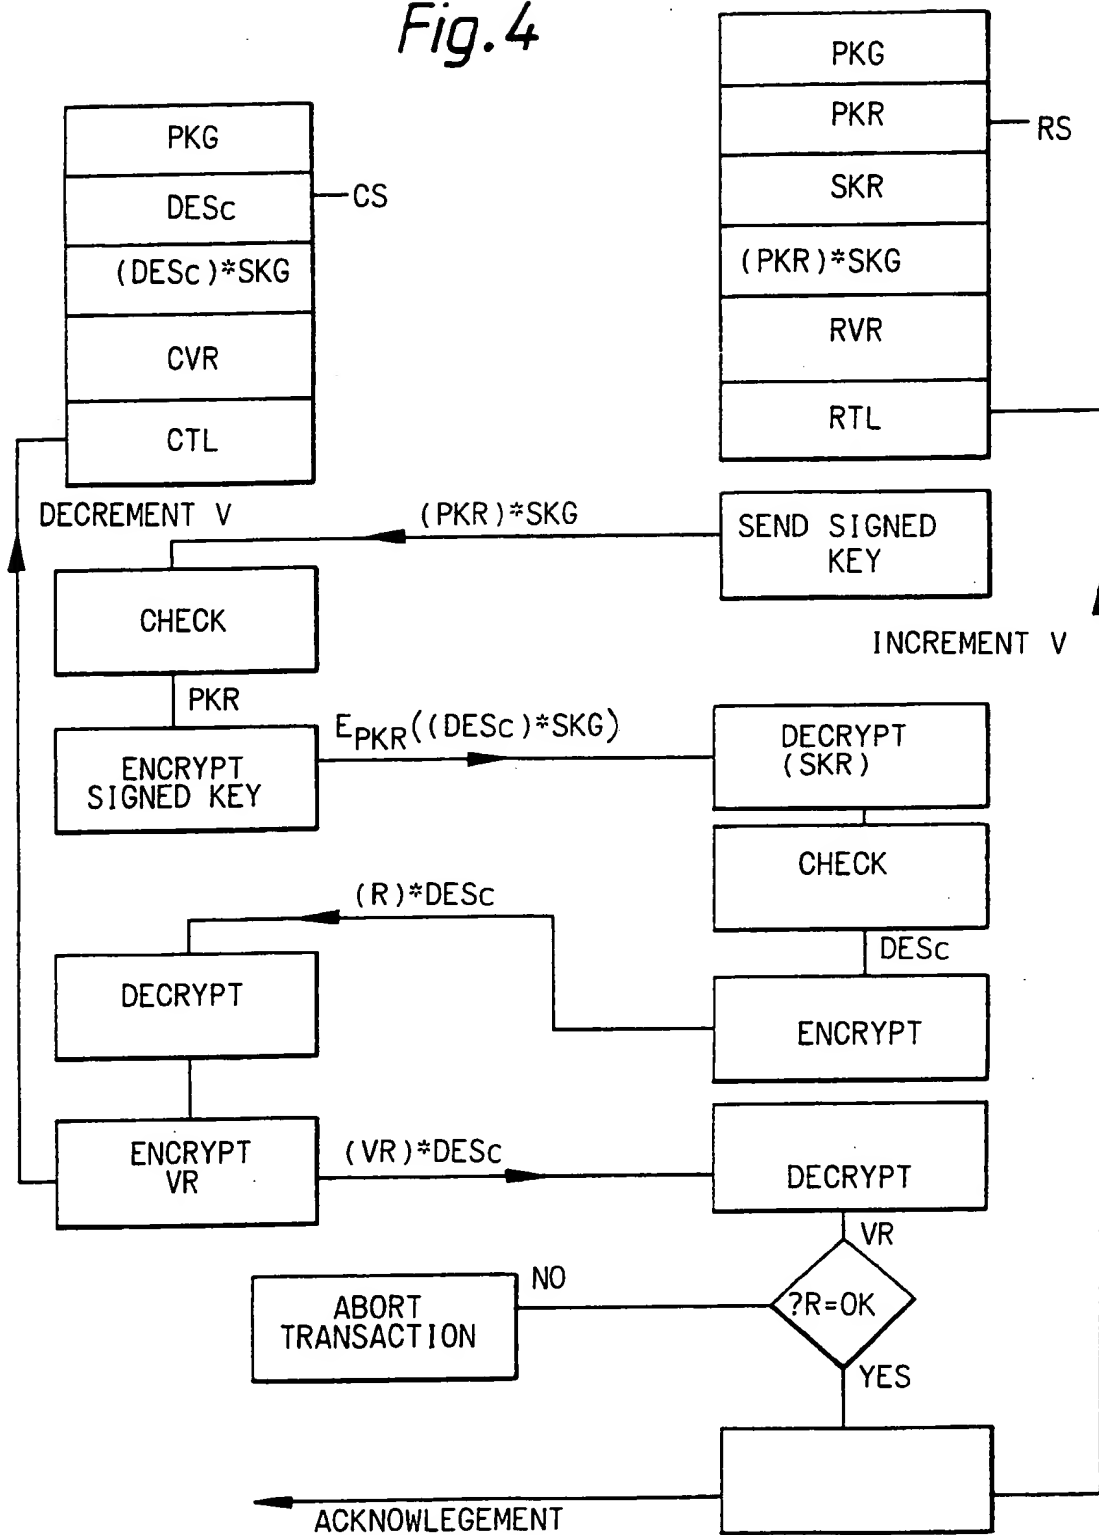 Fig.4
PKG
DESc
(DESc)*SKG
CVR
CTL
CS
PKG
PKR
SKR
(PKR)*SKG
RVR
RTL
RS
DECREMENT V
(PKR)*SKG
SEND SIGNED
KEY
CHECK
INCREMENT V
PKR
ENCRYPT
SIGNED KEY
EPKR((DESc)*SKG)
DECRYPT
(SKR)
CHECK
DESc
(R)*DESc
DECRYPT
ENCRYPT
ENCRYPT
VR
(VR)*DESc
DECRYPT
VR
?R=OK
NO
ABORT
TRANSACTION
YES
ACKNOWLEGEMENT